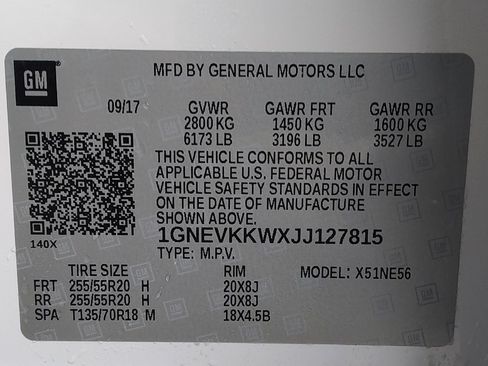 GM
MFD BY GENERAL MOTORS LLC
09/17 GVWR GAWR FRT GAWR RR
2800 KG 1450 KG 1600 KG
6173 LB 3196 LB 3527 LB
THIS VEHICLE CONFORMS TO ALL
APPLICABLE U.S. FEDERAL MOTOR
VEHICLE SAFETY STANDARDS IN EFFECT
ON THE DATE OF MANUFACTURE
SHOWN ABOVE.
1GNEVKKWXJJ127815
140X
TYPE: M.P.V.
TIRE SIZE RIM MODEL: X51NE56
FRT 255/55R20 H 20X8J
RR 255/55R20 H 20X8J
SPA T135/70R18 M 18X4.5B